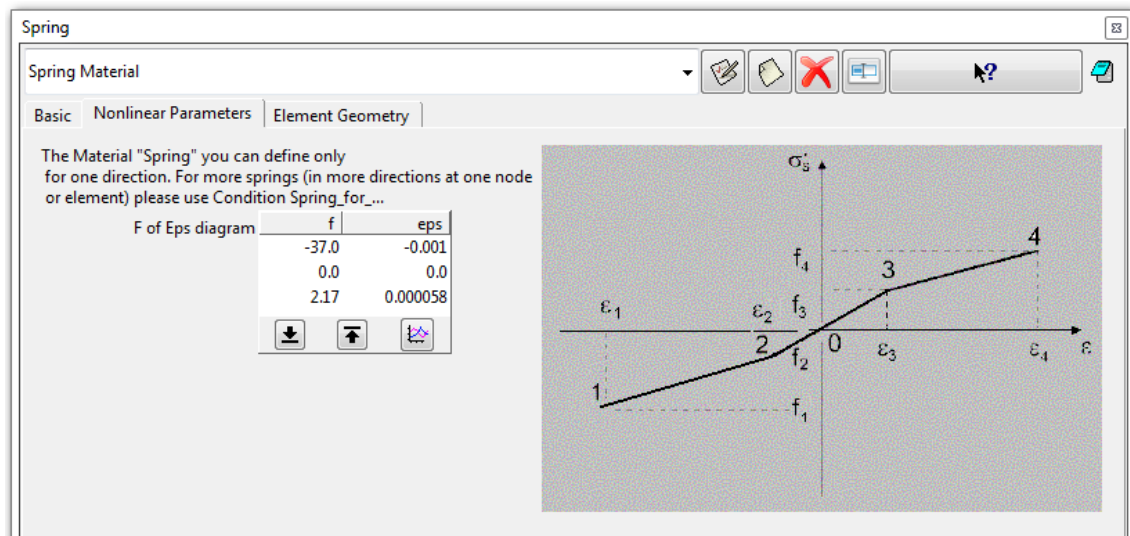 Spring
Spring Material
Basic Nonlinear Parameters Element Geometry
The Material "Spring" you can define only
for one direction. For more springs (in more directions at one node
or element) please use Condition Spring_for_...
F of Eps diagram
f eps
-37.0 -0.001
0.0 0.0
2.17 0.000058
σ's
4
f4
3
ε1 ε2 f3
2 0 ε3 ε4 ε
f2
1
f1